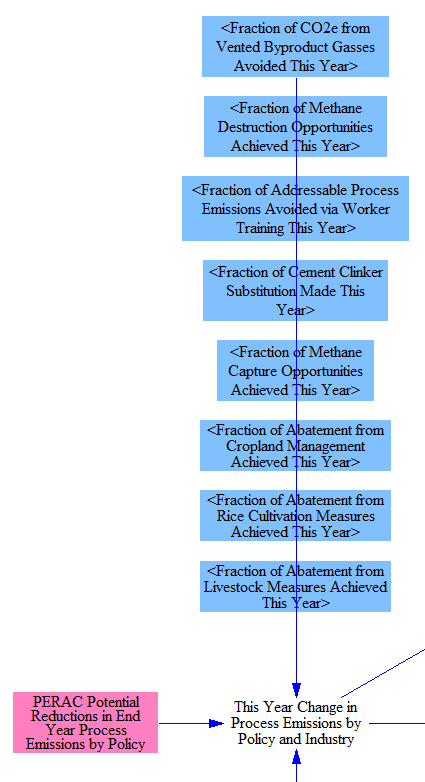 <Fraction of CO2e from
Vented Byproduct Gasses
Avoided This Year>
<Fraction of Methane
Destruction Opportunities
Achieved This Year>
<Fraction of Addressable Process
Emissions Avoided via Worker
Training This Year>
<Fraction of Cement Clinker
Substitution Made This
Year>
<Fraction of Methane
Capture Opportunities
Achieved This Year>
<Fraction of Abatement from
Cropland Management
Achieved This Year>
<Fraction of Abatement from
Rice Cultivation Measures
Achieved This Year>
<Fraction of Abatement from
Livestock Measures Achieved
This Year>
PERAC Potential
Reductions in End
Year Process
Emissions by Policy
This Year Change in
Process Emissions by
Policy and Industry